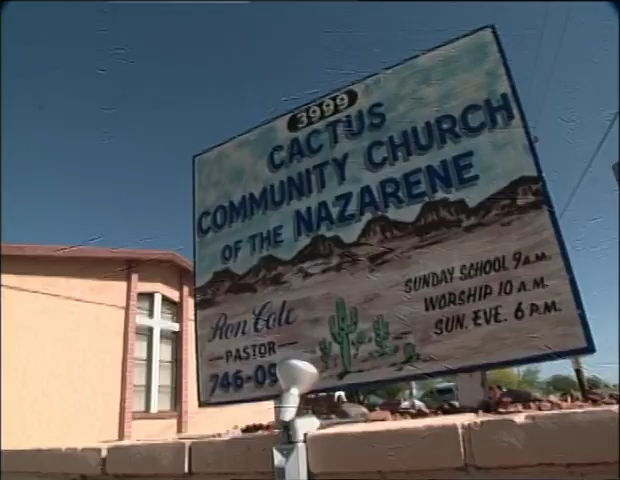 3999
CACTUS
COMMUNITY CHURCH
OF THE NAZARENE
SUNDAY SCHOOL 9 A.M.
WORSHIP 10 A.M.
SUN. EVE. 6 P.M.
Ron Cole
—PASTOR—